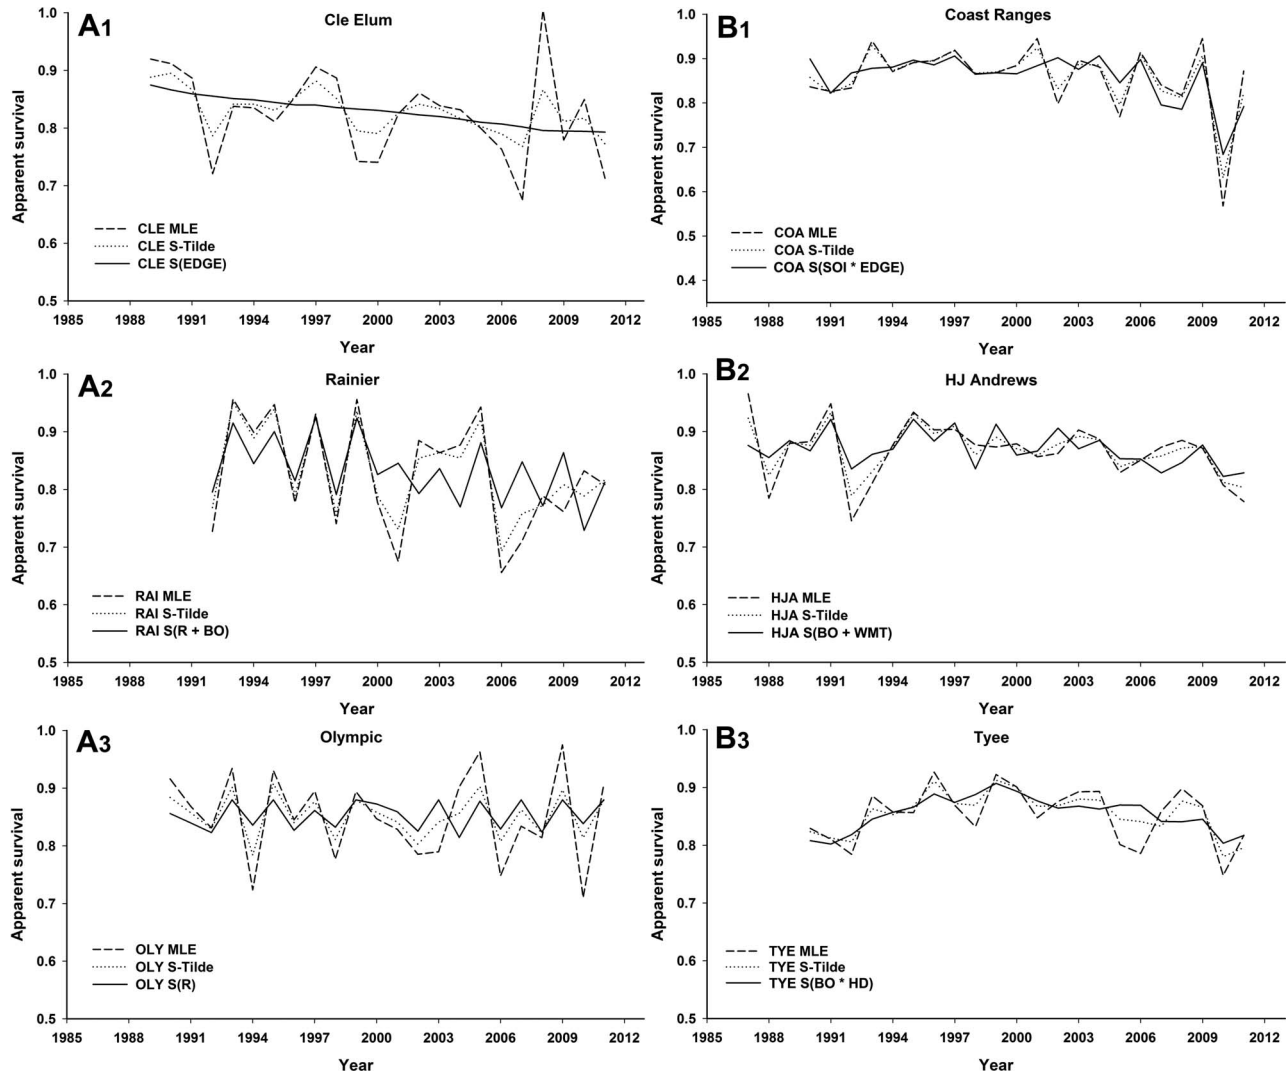 A1
Cle Elum
Apparent survival
1.0
0.9
0.8
0.7
0.6
0.5
CLE MLE
CLE S-Tilde
CLE S(EDGE)
1985 1988 1991 1994 1997 2000 2003 2006 2009 2012
Year
B1
Coast Ranges
Apparent survival
1.0
0.9
0.8
0.7
0.6
0.5
0.4
COA MLE
COA S-Tilde
COA S(SOI * EDGE)
1985 1988 1991 1994 1997 2000 2003 2006 2009 2012
Year
A2
Rainier
Apparent survival
1.0
0.9
0.8
0.7
0.6
0.5
RAI MLE
RAI S-Tilde
RAI S(R + BO)
1985 1988 1991 1994 1997 2000 2003 2006 2009 2012
Year
B2
HJ Andrews
Apparent survival
1.0
0.9
0.8
0.7
0.6
0.5
HJA MLE
HJA S-Tilde
HJA S(BO + WMT)
1985 1988 1991 1994 1997 2000 2003 2006 2009 2012
Year
A3
Olympic
Apparent survival
1.0
0.9
0.8
0.7
0.6
0.5
OLY MLE
OLY S-Tilde
OLY S(R)
1985 1988 1991 1994 1997 2000 2003 2006 2009 2012
Year
B3
Tyee
Apparent survival
1.0
0.9
0.8
0.7
0.6
0.5
TYE MLE
TYE S-Tilde
TYE S(BO * HD)
1985 1988 1991 1994 1997 2000 2003 2006 2009 2012
Year